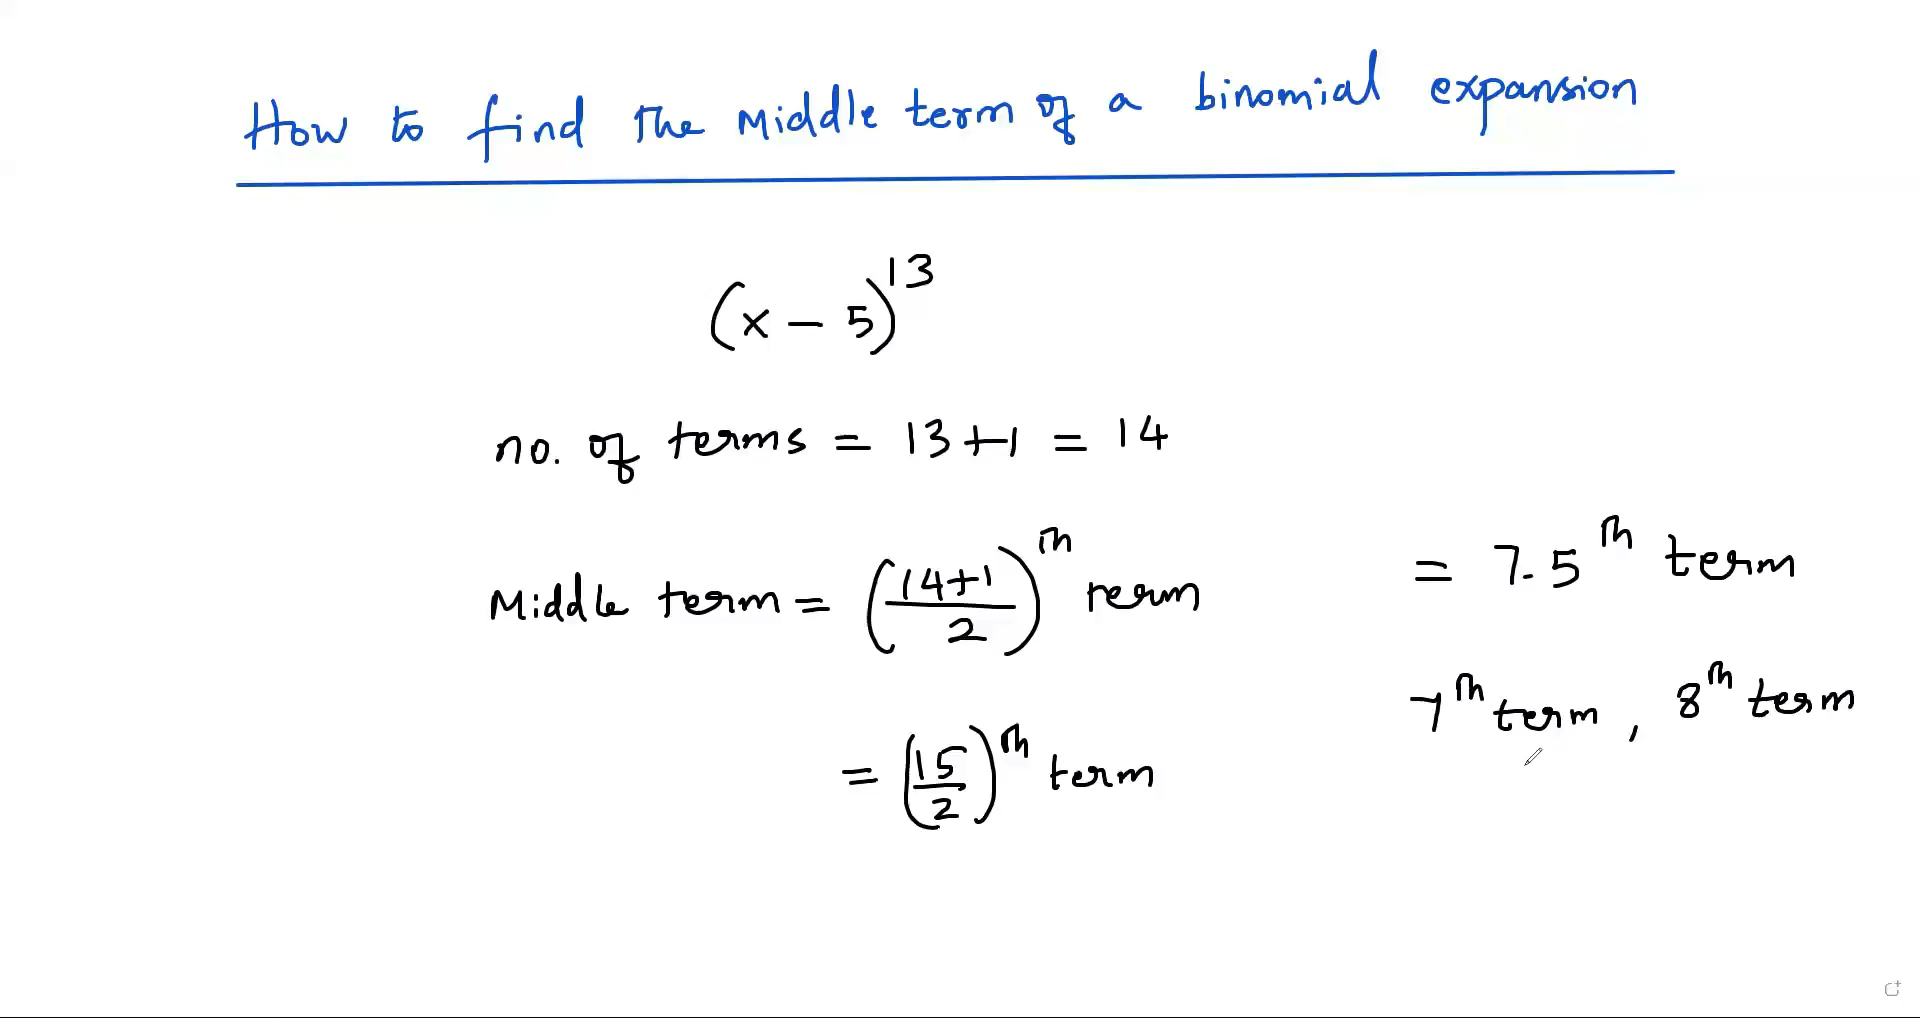 How to find the Middle term of a binomial expansion
(x - 5)^13
no. of terms = 13+1 = 14
Middle term = ((14+1)/2)^th term
= (15/2)^th term
= 7.5^th term
7^th term, 8^th term